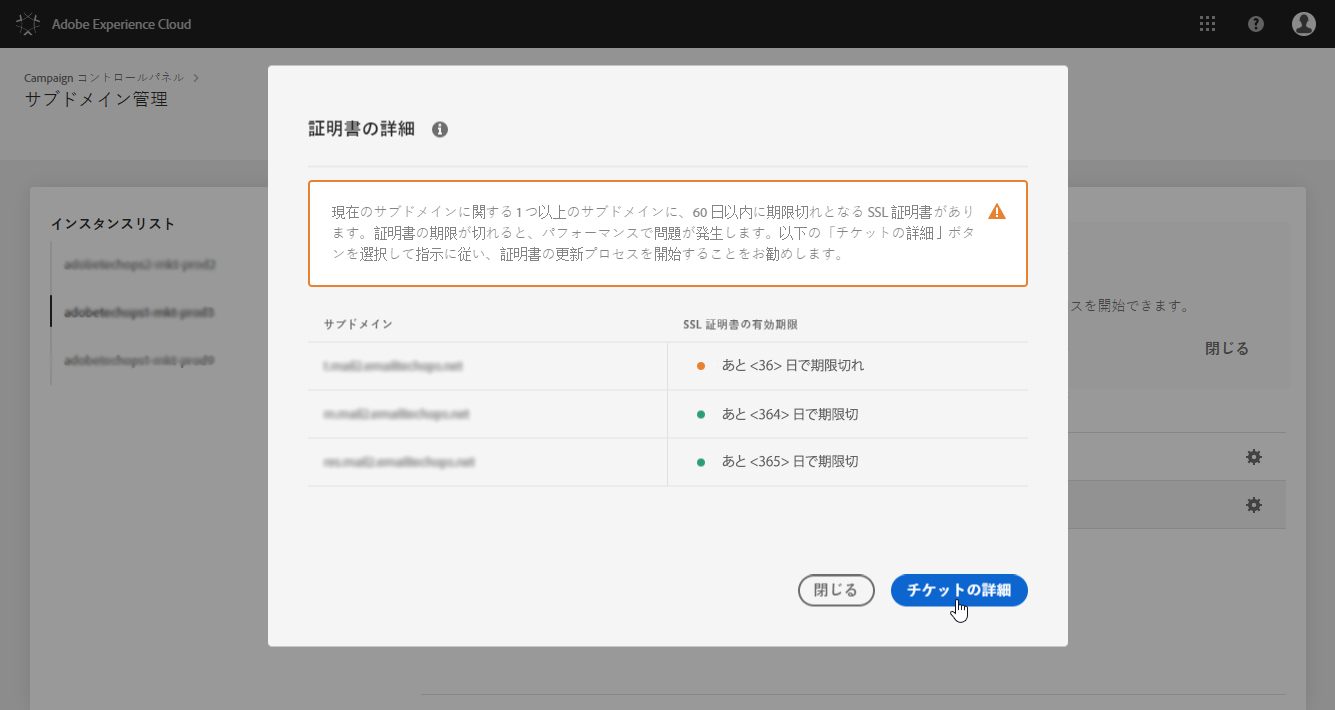 Adobe Experience Cloud
Campaign コントロールパネル
サブドメイン管理
証明書の詳細
現在のサブドメインに関する 1 つ以上のサブドメインに、60 日以内に期限切れとなる SSL 証明書があり
ます。証明書の期限が切れると、パフォーマンスで問題が発生します。以下の「チケットの詳細」ボタ
ンを選択して指示に従い、証明書の更新プロセスを開始することをお勧めします。
インスタンスリスト
adobetechops1-mkt-prod3
adobetechops1-mkt-prod9
スを開始できます。
閉じる
サブドメイン
SSL 証明書の有効期限
t.mail2.emailtechops.net
あと <36> 日で期限切れ
m.mail2.emailtechops.net
あと <364> 日で期限切
res.mail2.emailtechops.net
あと <365> 日で期限切
閉じる
チケットの詳細